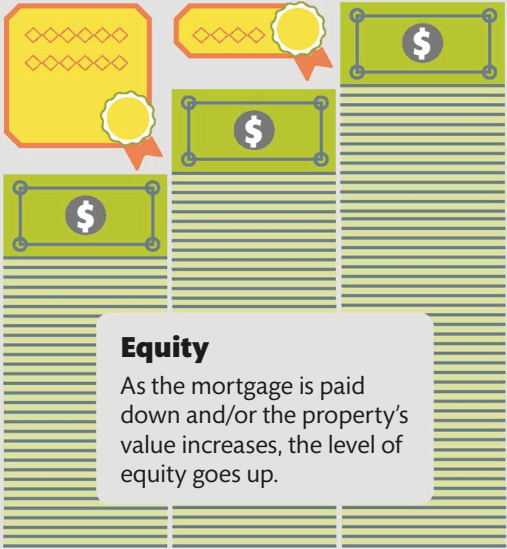 $
$
$
Equity
As the mortgage is paid
down and/or the property’s
value increases, the level of
equity goes up.